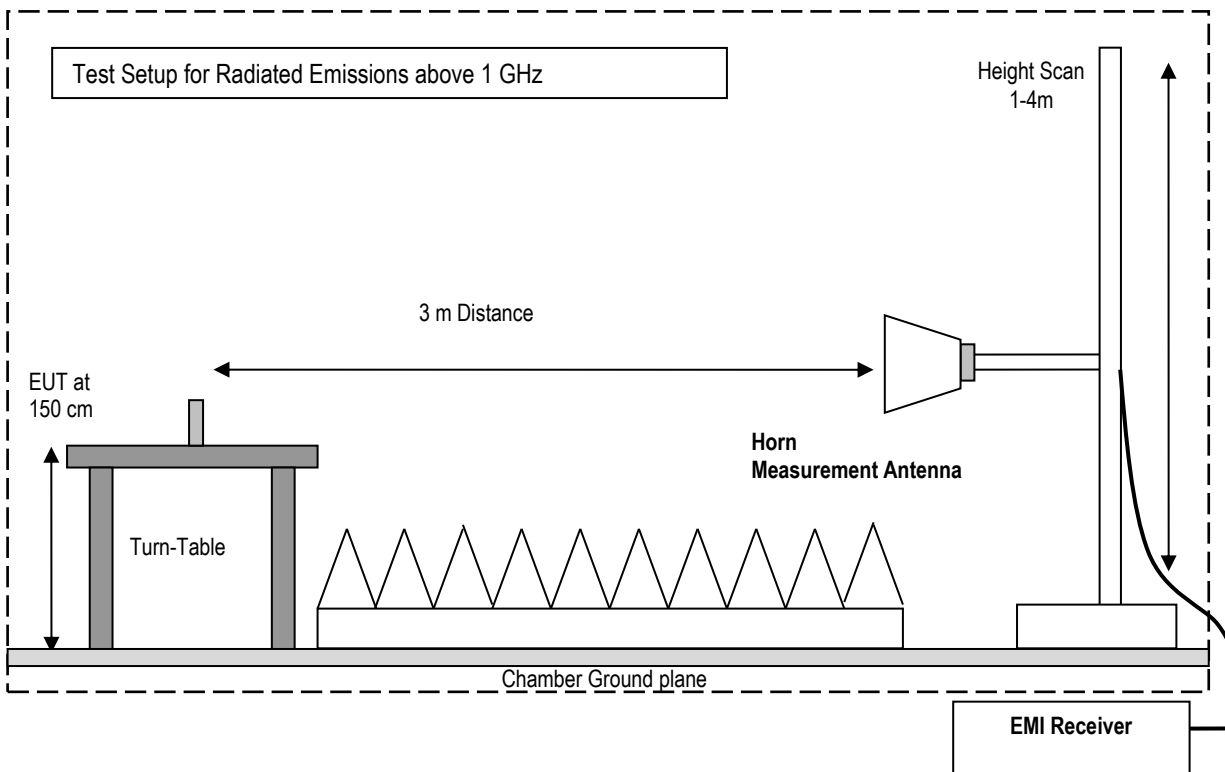 Test Setup for Radiated Emissions above 1 GHz
Height Scan
1-4m
3 m Distance
EUT at
150 cm
Horn
Measurement Antenna
Turn-Table
Chamber Ground plane
EMI Receiver